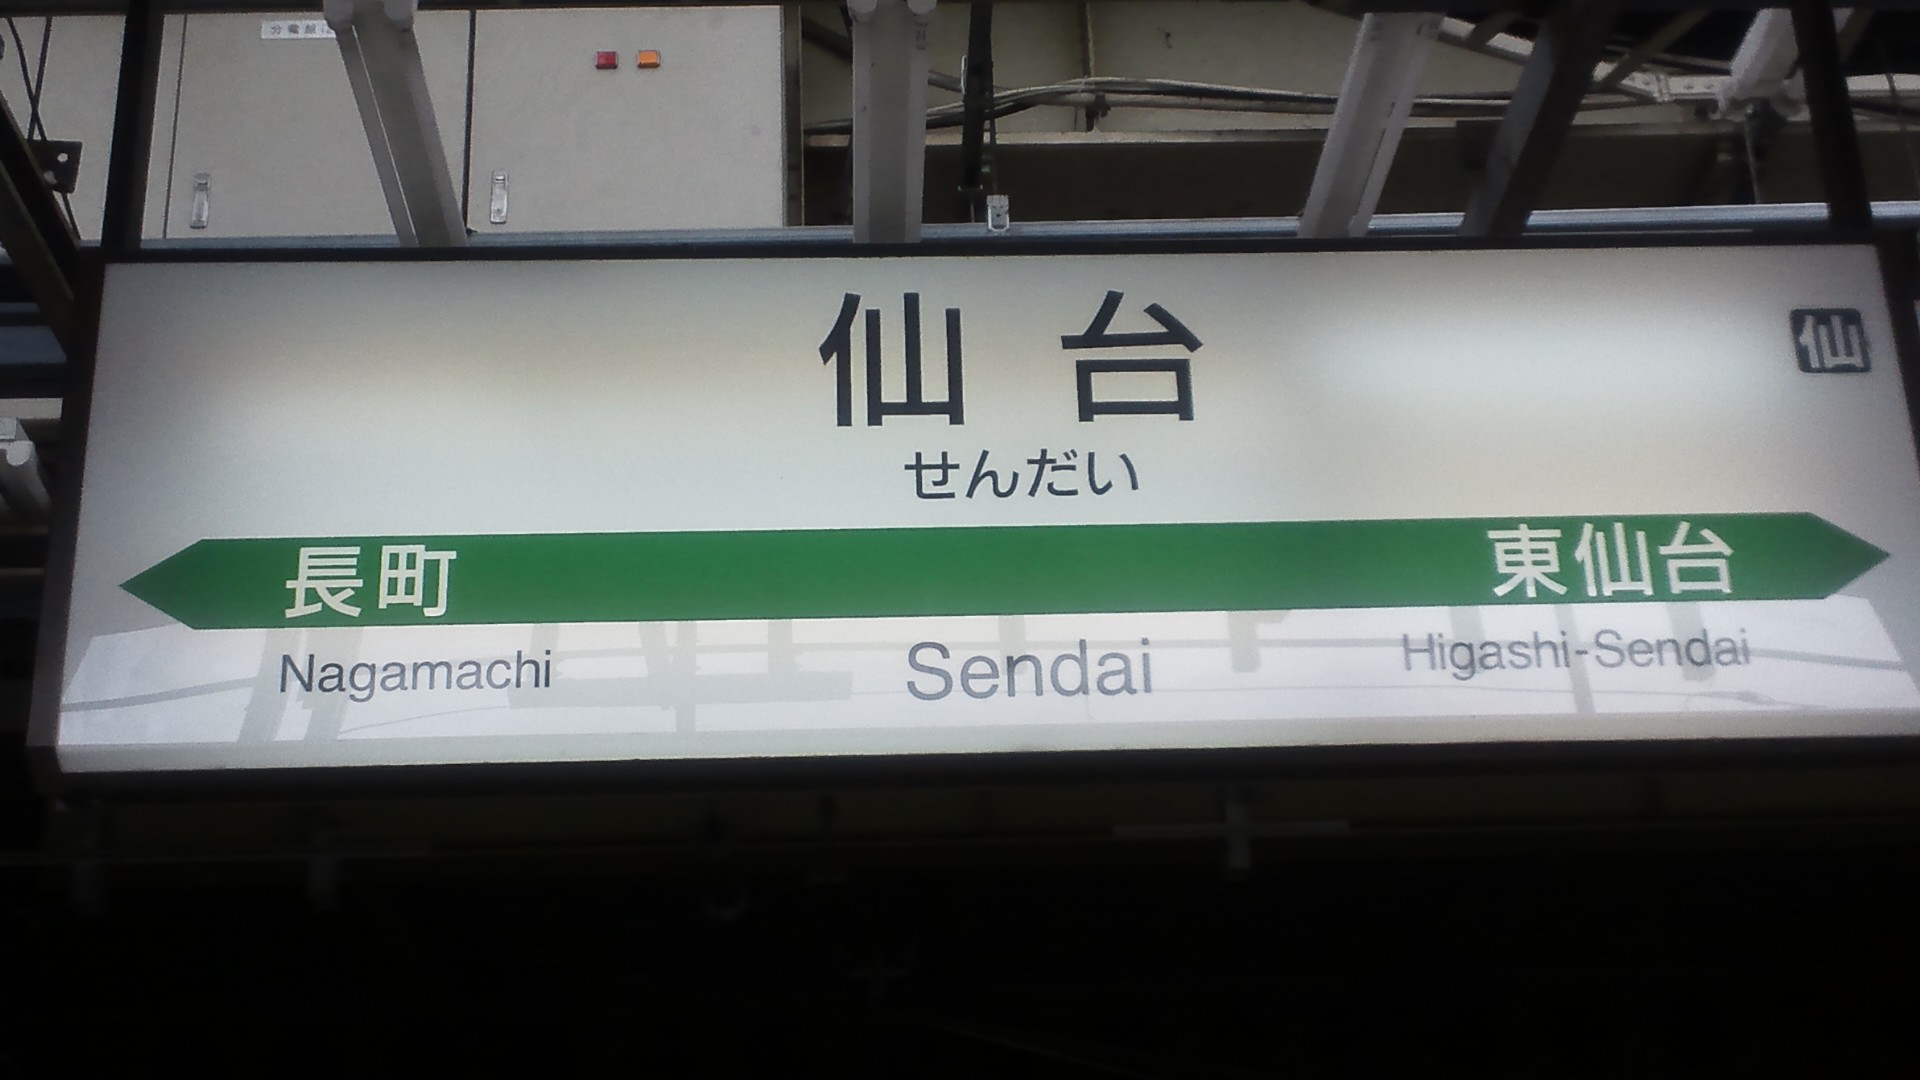 仙台
仙
せんだい
長町
東仙台
Nagamachi
Sendai
Higashi-Sendai